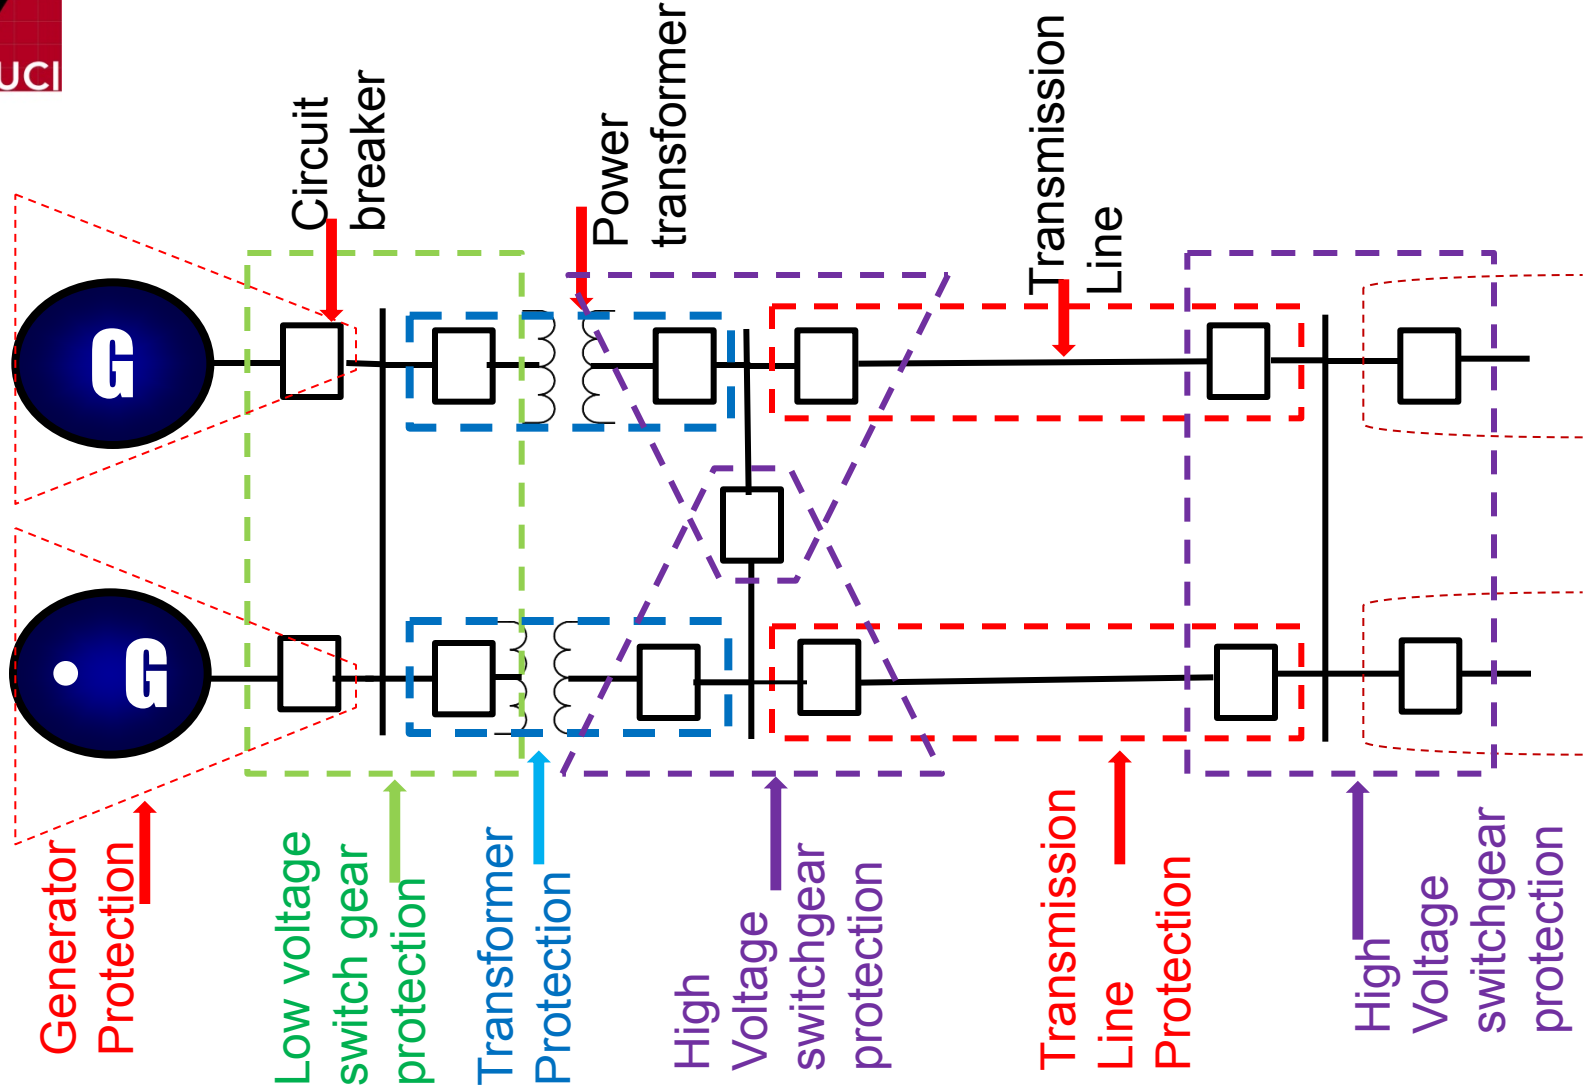 UCI
G
G
Circuit
breaker
Power
transformer
Transmission
Line
Generator
Protection
Low voltage
switch gear
protection
Transformer
Protection
High
Voltage
switchgear
protection
Transmission
Line
Protection
High
Voltage
switchgear
protection